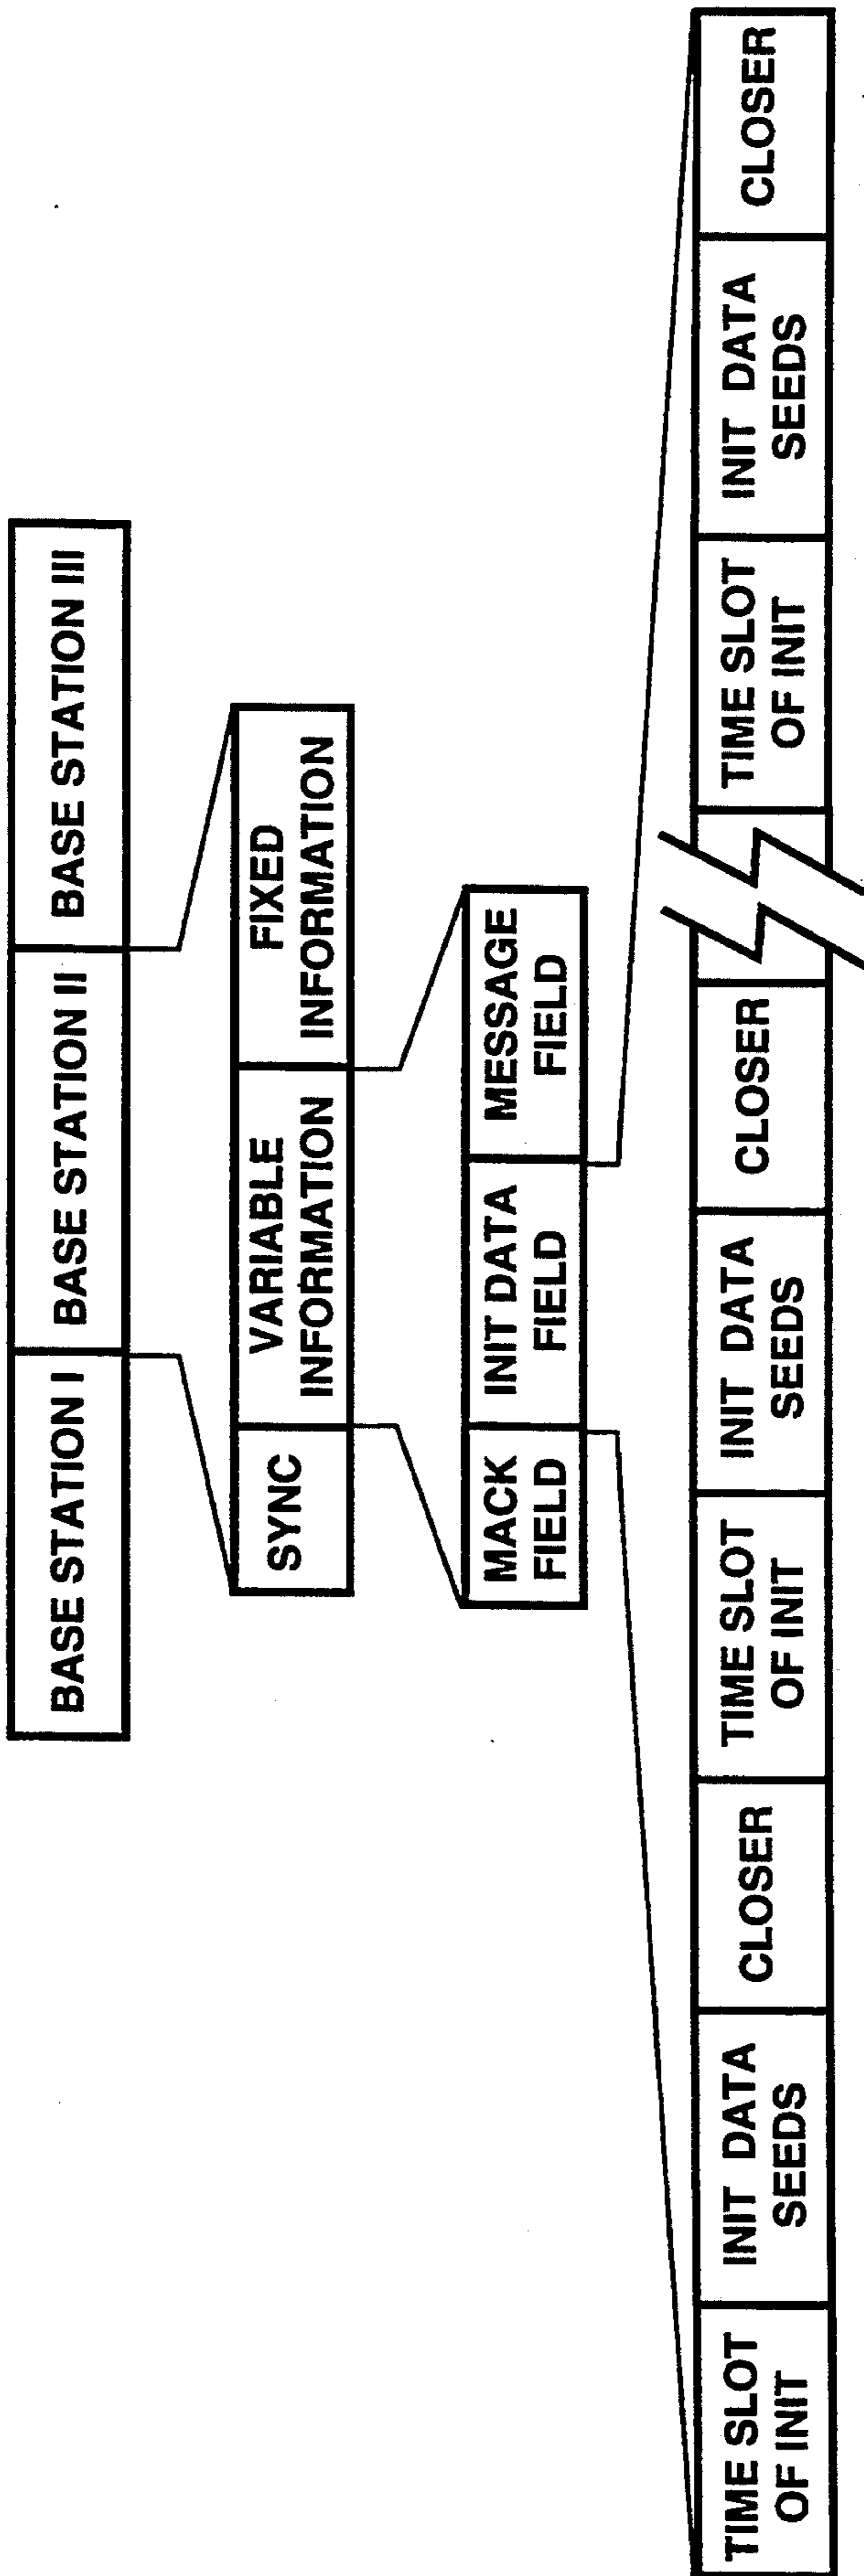 BASE STATION I
BASE STATION II
BASE STATION III
SYNC
VARIABLE
INFORMATION
FIXED
INFORMATION
MACK
FIELD
INIT DATA
FIELD
MESSAGE
FIELD
TIME SLOT
OF INIT
INIT DATA
SEEDS
CLOSER
TIME SLOT
OF INIT
INIT DATA
SEEDS
CLOSER
TIME SLOT
OF INIT
INIT DATA
SEEDS
CLOSER